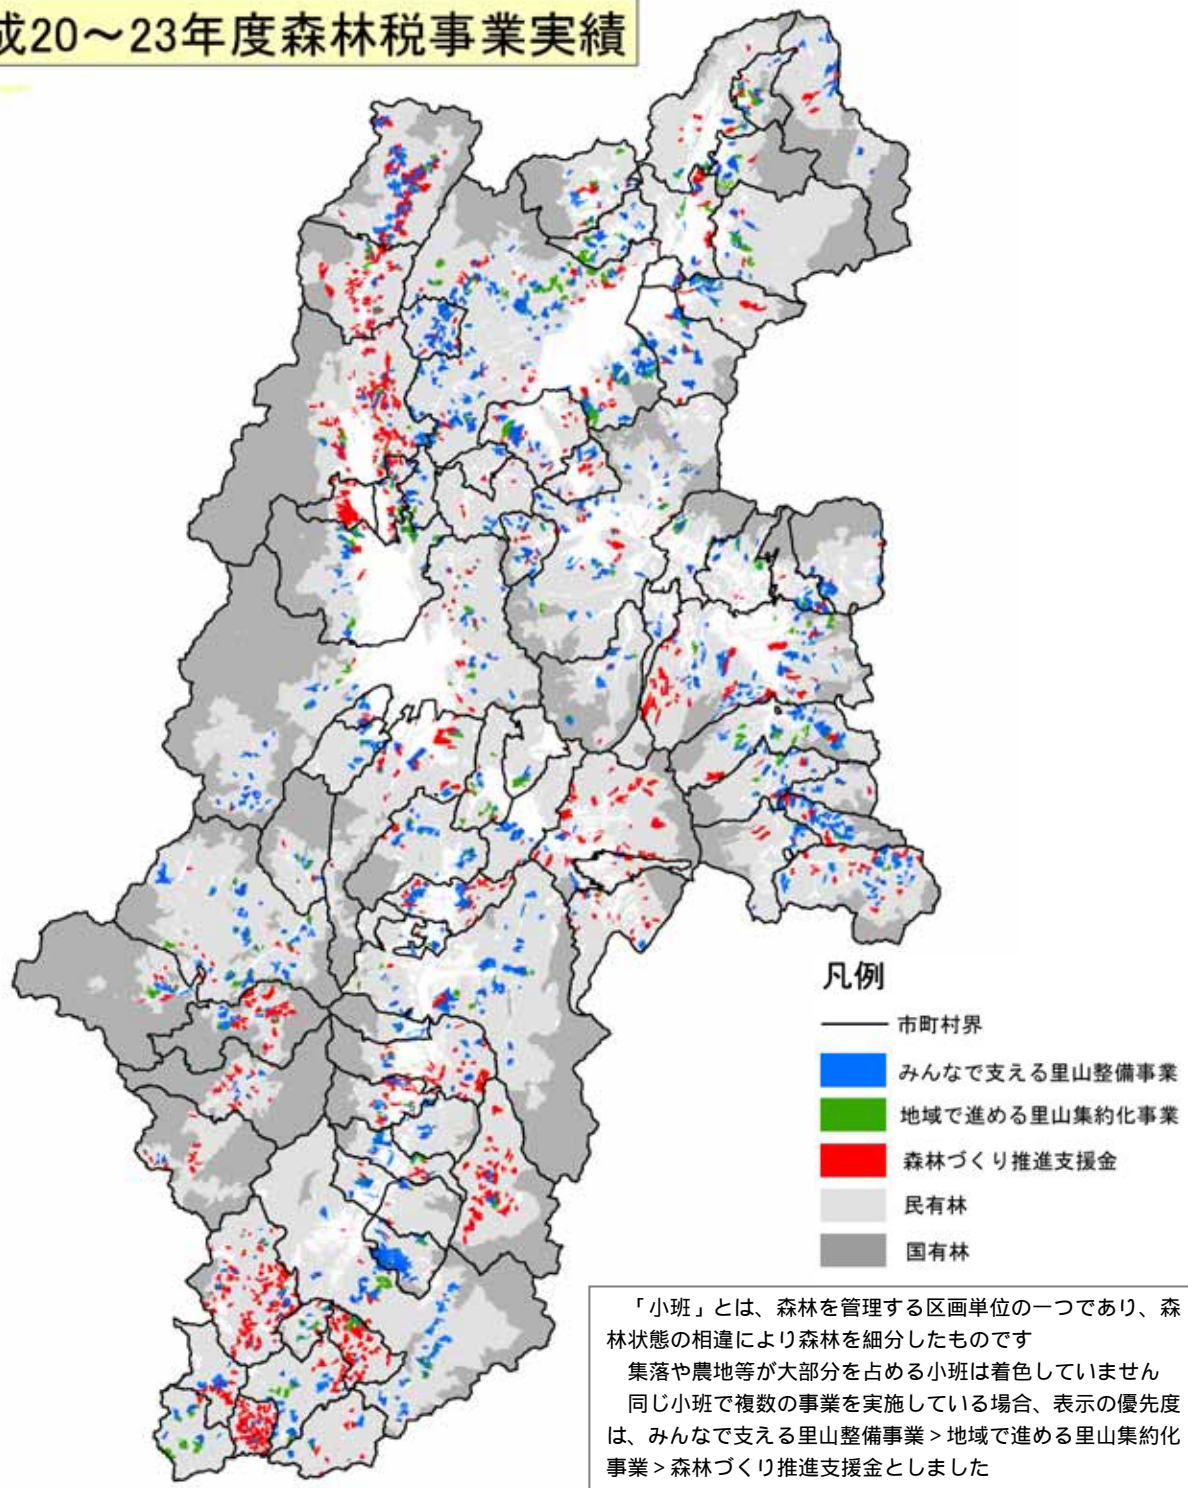 成20～23年度森林税事業実績
凡例
市町村界
みんなで支える里山整備事業
地域で進める里山集約化事業
森林づくり推進支援金
民有林
国有林
「小班」とは、森林を管理する区画単位の一つであり、森
林状態の相違により森林を細分したものです
集落や農地等が大部分を占める小班は着色していません
同じ小班で複数の事業を実施している場合、表示の優先度
は、みんなで支える里山整備事業＞地域で進める里山集約化
事業＞森林づくり推進支援金としました